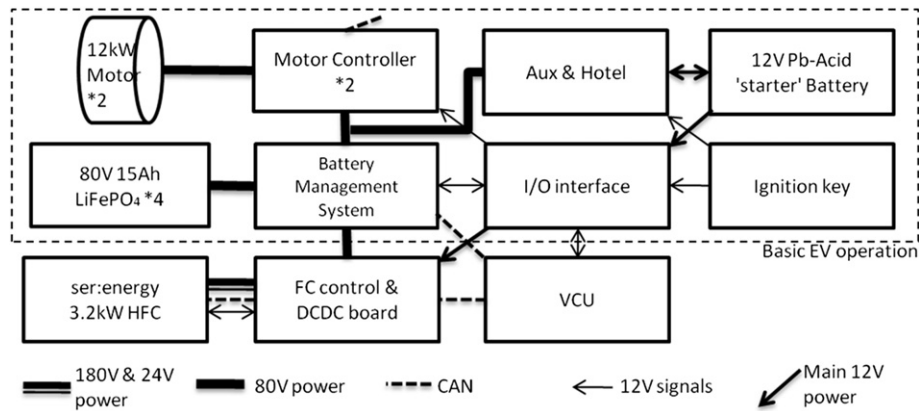 12kW
Motor
*2
Motor Controller
*2
Aux & Hotel
12V Pb-Acid
'starter' Battery
80V 15Ah
LiFePO₄ *4
Battery
Management
System
I/O interface
Ignition key
Basic EV operation
ser:energy
3.2kW HFC
FC control &
DCDC board
VCU
180V & 24V
power
80V power
CAN
12V signals
Main 12V
power